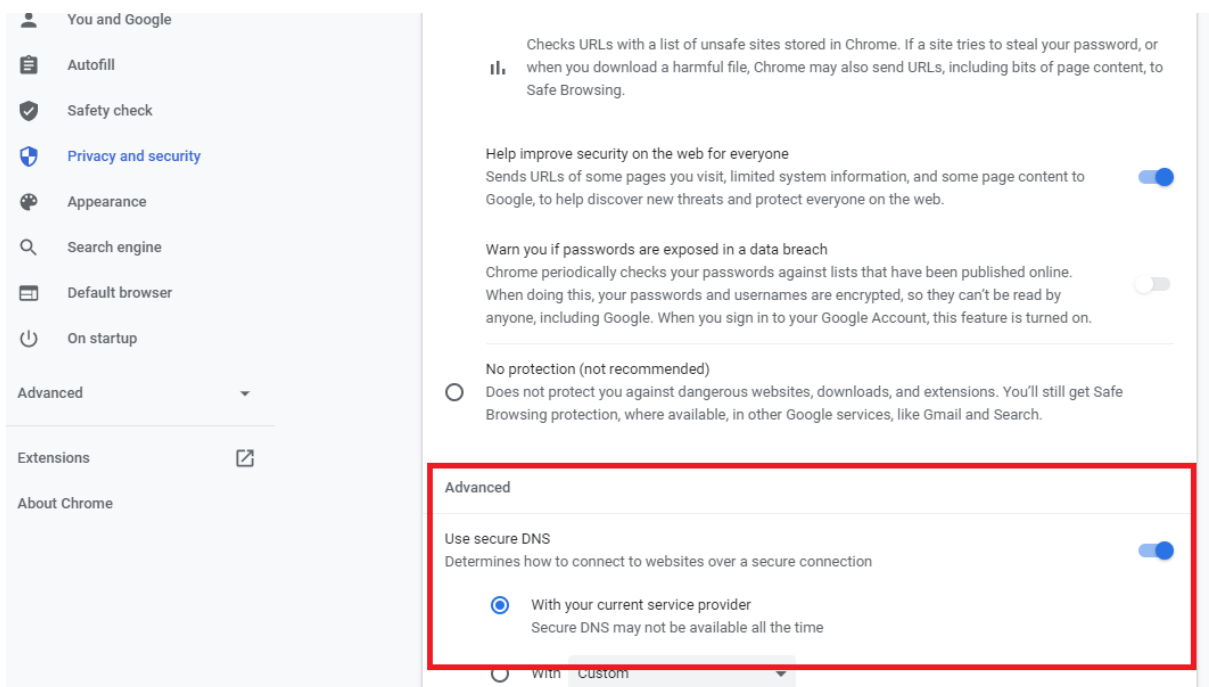 You and Google
Autofill
Safety check
Privacy and security
Appearance
Search engine
Default browser
On startup
Advanced
Extensions
About Chrome
Checks URLs with a list of unsafe sites stored in Chrome. If a site tries to steal your password, or
when you download a harmful file, Chrome may also send URLs, including bits of page content, to
Safe Browsing.
Help improve security on the web for everyone
Sends URLs of some pages you visit, limited system information, and some page content to
Google, to help discover new threats and protect everyone on the web.
Warn you if passwords are exposed in a data breach
Chrome periodically checks your passwords against lists that have been published online.
When doing this, your passwords and usernames are encrypted, so they can't be read by
anyone, including Google. When you sign in to your Google Account, this feature is turned on.
No protection (not recommended)
Does not protect you against dangerous websites, downloads, and extensions. You'll still get Safe
Browsing protection, where available, in other Google services, like Gmail and Search.
Advanced
Use secure DNS
Determines how to connect to websites over a secure connection
With your current service provider
Secure DNS may not be available all the time
With Custom